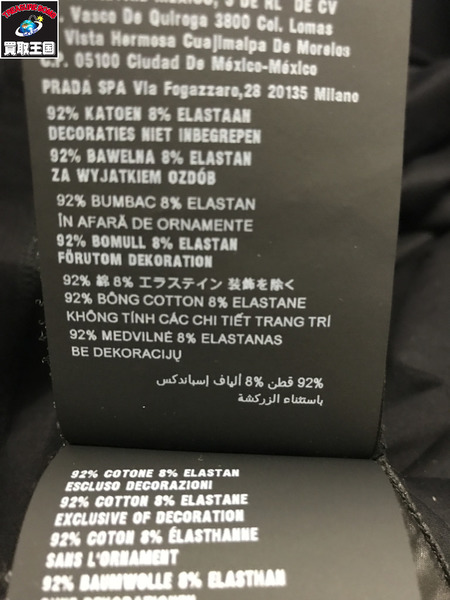 買取王国
S DE RL DE CV
Vasco De Quiroga 3800 Col. Lomas
Vista Hermosa Cuajimalpa De Morelos
C.P. 05100 Ciudad De México-México
PRADA SPA Via Fogazzaro,28 20135 Milano
92% KATOEN 8% ELASTAAN
DECORATIES NIET INBEGREPEN
92% BAWELNA 8% ELASTAN
ZA WYJATKIEM OZDÓB
92% BUMBAC 8% ELASTAN
ÎN AFARĂ DE ORNAMENTE
92% BOMULL 8% ELASTAN
FÖRUTOM DEKORATION
92% 綿 8% エラステイン 装飾を除く
92% BÔNG COTTON 8% ELASTANE
KHÔNG TÍNH CÁC CHI TIẾT TRANG TRÍ
92% MEDVILNĖ 8% ELASTANAS
BE DEKORACIJŲ
92% قطن 8% ألياف إسباندكس
باستثناء الزركشة
92% COTONE 8% ELASTAN
ESCLUSO DECORAZIONI
92% COTTON 8% ELASTANE
EXCLUSIVE OF DECORATION
92% COTON 8% ÉLASTHANNE
SANS L'ORNAMENT
92% BAUMWOLLE 8% ELASTHAN